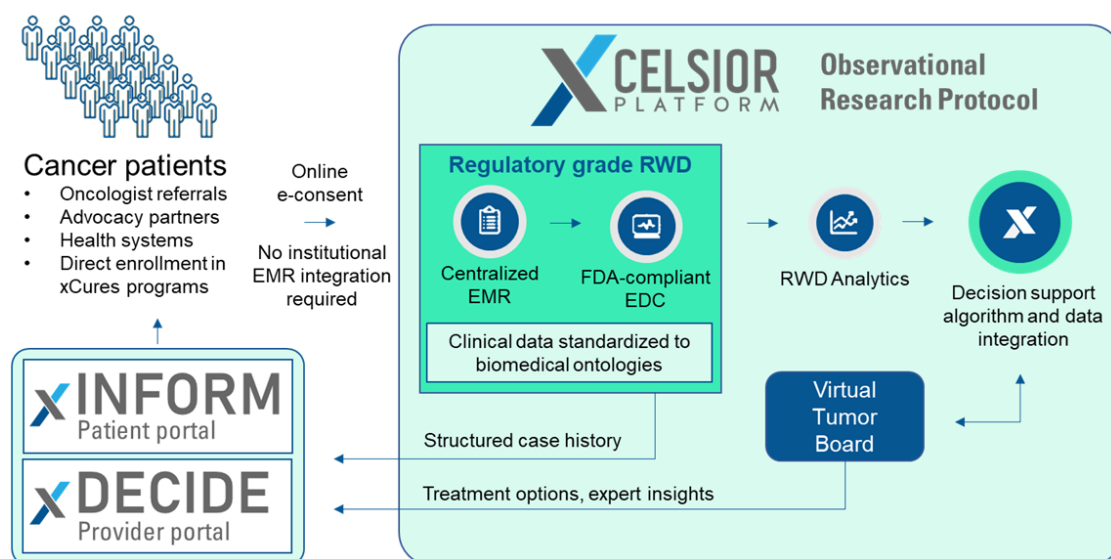 XCELSIOR
PLATFORM
Observational
Research Protocol
Cancer patients
• Oncologist referrals
• Advocacy partners
• Health systems
• Direct enrollment in
xCures programs
Online
e-consent
No institutional
EMR integration
required
Regulatory grade RWD
Centralized
EMR
FDA-compliant
EDC
Clinical data standardized to
biomedical ontologies
RWD Analytics
Decision support
algorithm and data
integration
Virtual
Tumor
Board
Structured case history
Treatment options, expert insights
xINFORM
Patient portal
xDECIDE
Provider portal